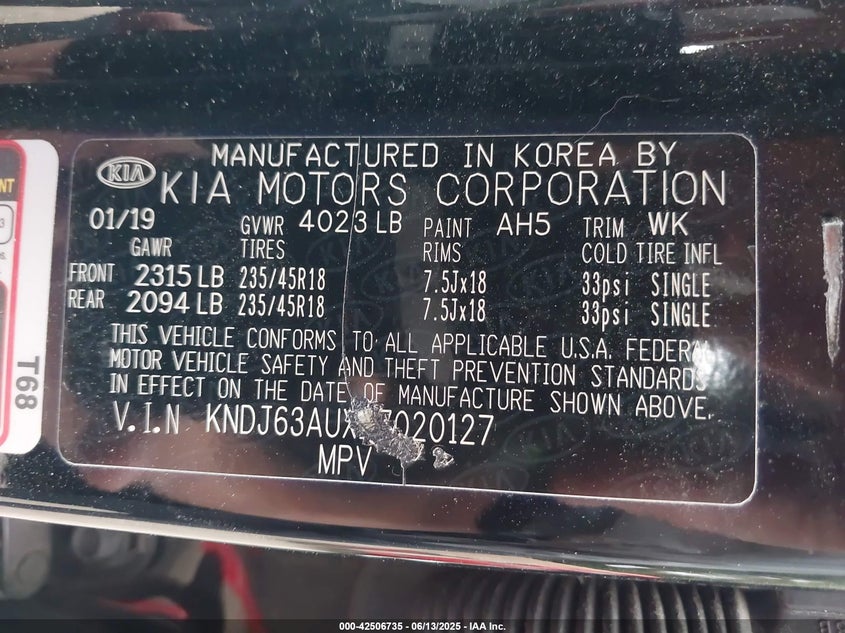 MANUFACTURED IN KOREA BY
KIA KIA MOTORS CORPORATION
01/19 GVWR 4023 LB PAINT AH5 TRIM WK
GAWR TIRES RIMS COLD TIRE INFL
FRONT 2315 LB 235/45R18 7.5Jx18 33psi SINGLE
REAR 2094 LB 235/45R18 7.5Jx18 33psi SINGLE
THIS VEHICLE CONFORMS TO ALL APPLICABLE U.S.A. FEDERAL
MOTOR VEHICLE SAFETY AND THEFT PREVENTION STANDARDS
IN EFFECT ON THE DATE OF MANUFACTURE SHOWN ABOVE.
V.I.N KNDJ63AUX 7020127
MPV
T68
000-42506735 - 06/13/2025 - IAA Inc.